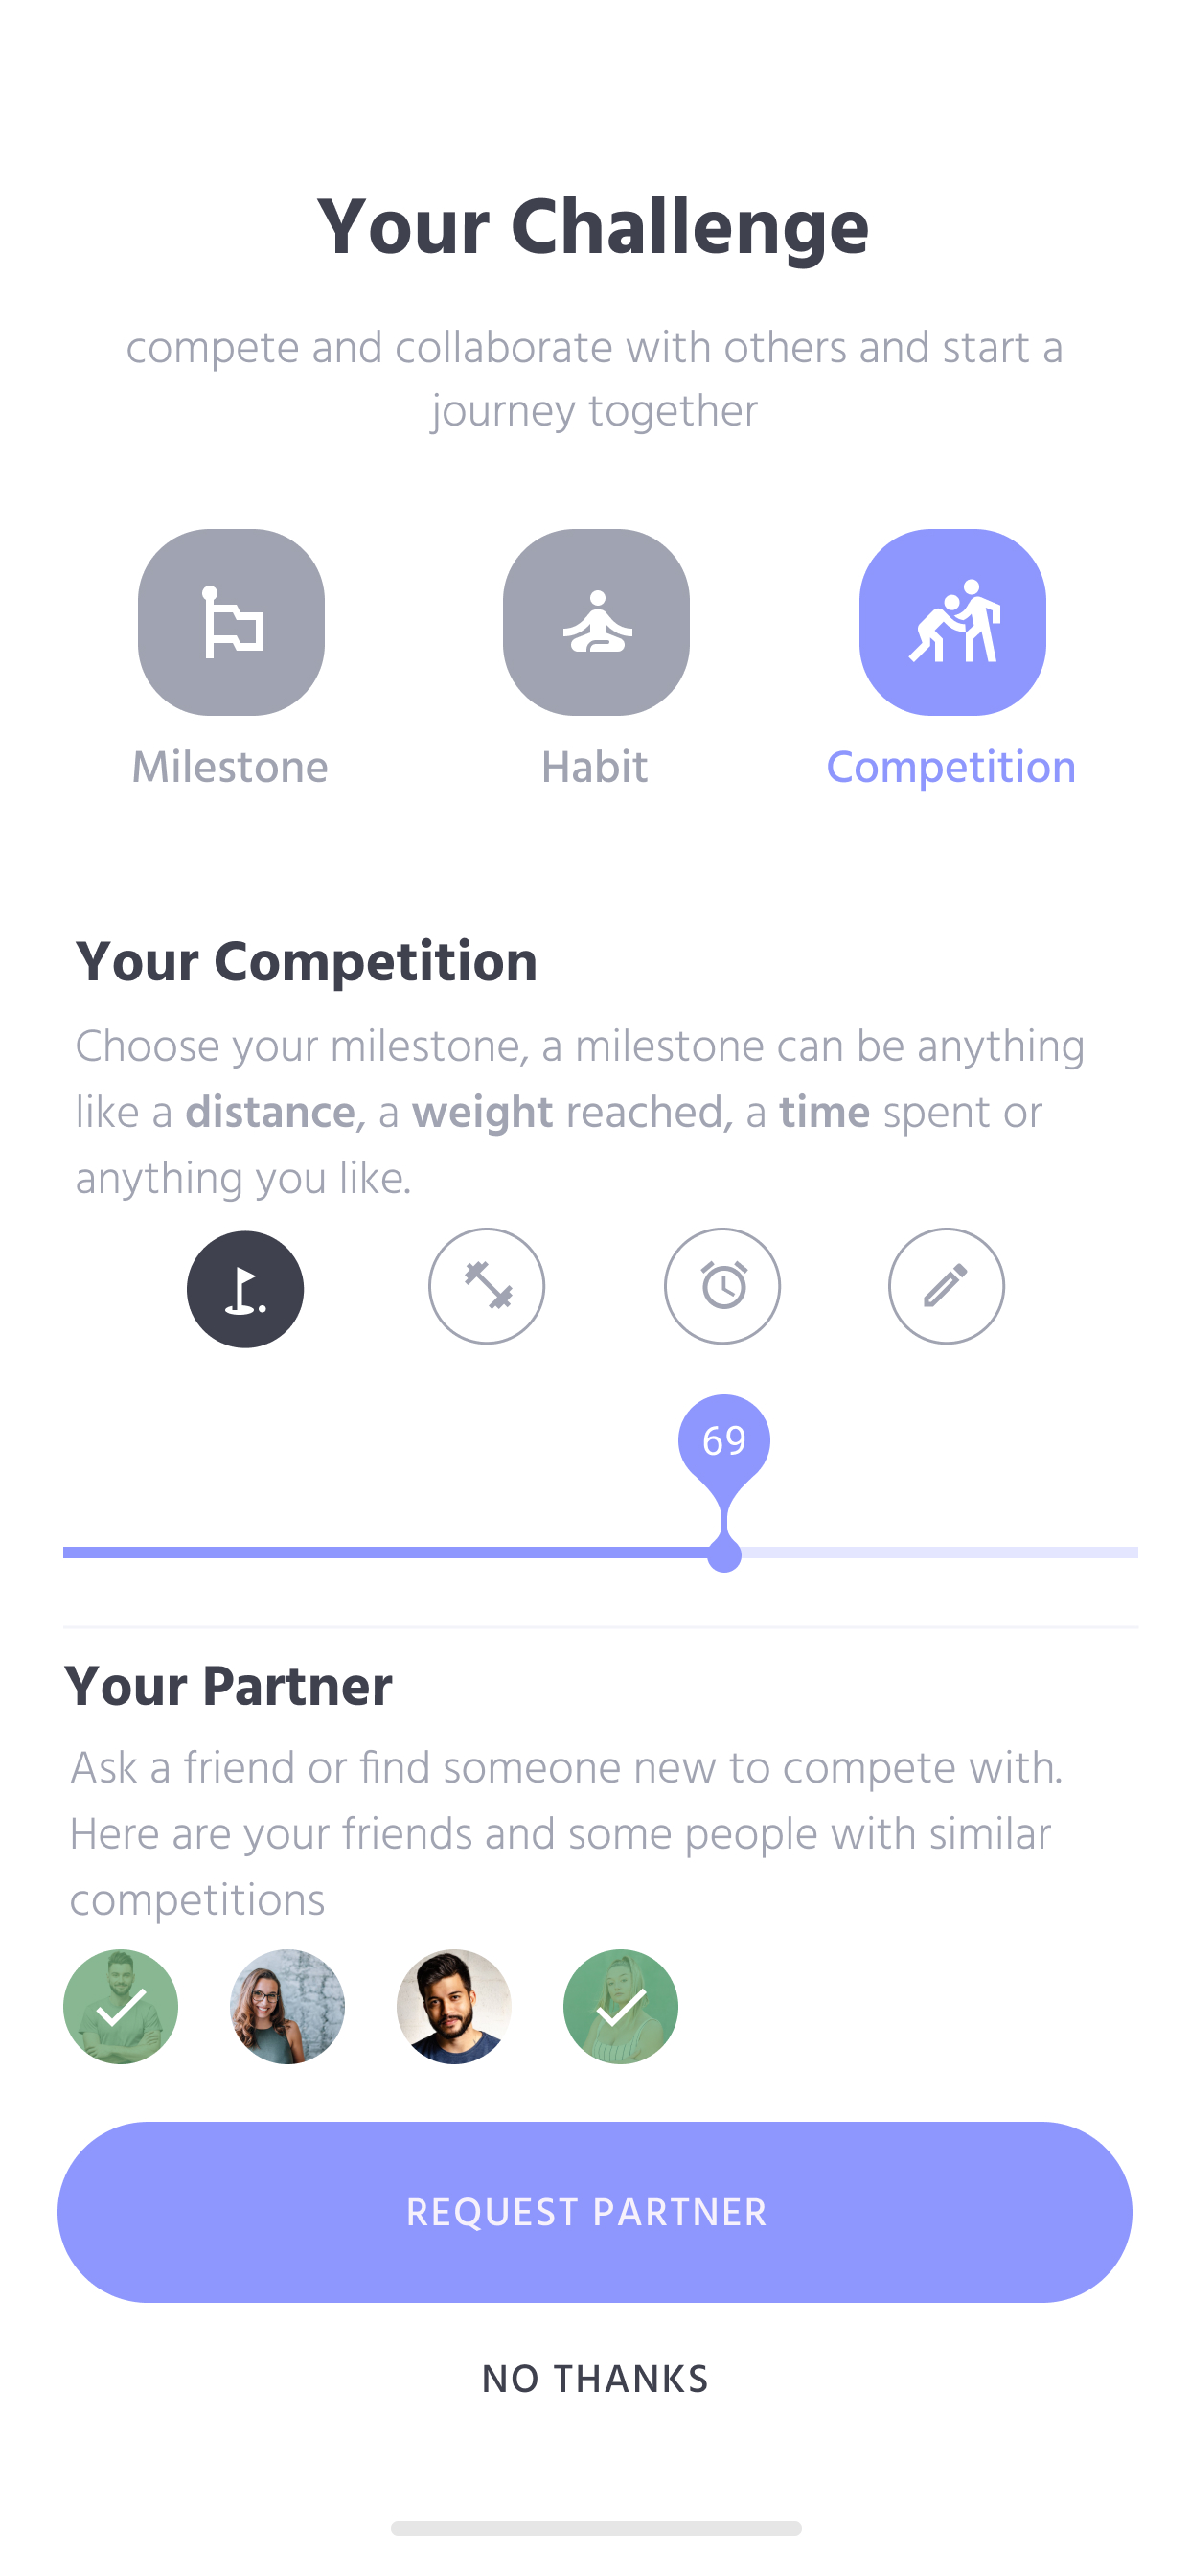 Your Challenge
compete and collaborate with others and start a
journey together
Milestone
Habit
Competition
Your Competition
Choose your milestone, a milestone can be anything
like a distance, a weight reached, a time spent or
anything you like.
69
Your Partner
Ask a friend or find someone new to compete with.
Here are your friends and some people with similar
competitions
REQUEST PARTNER
NO THANKS